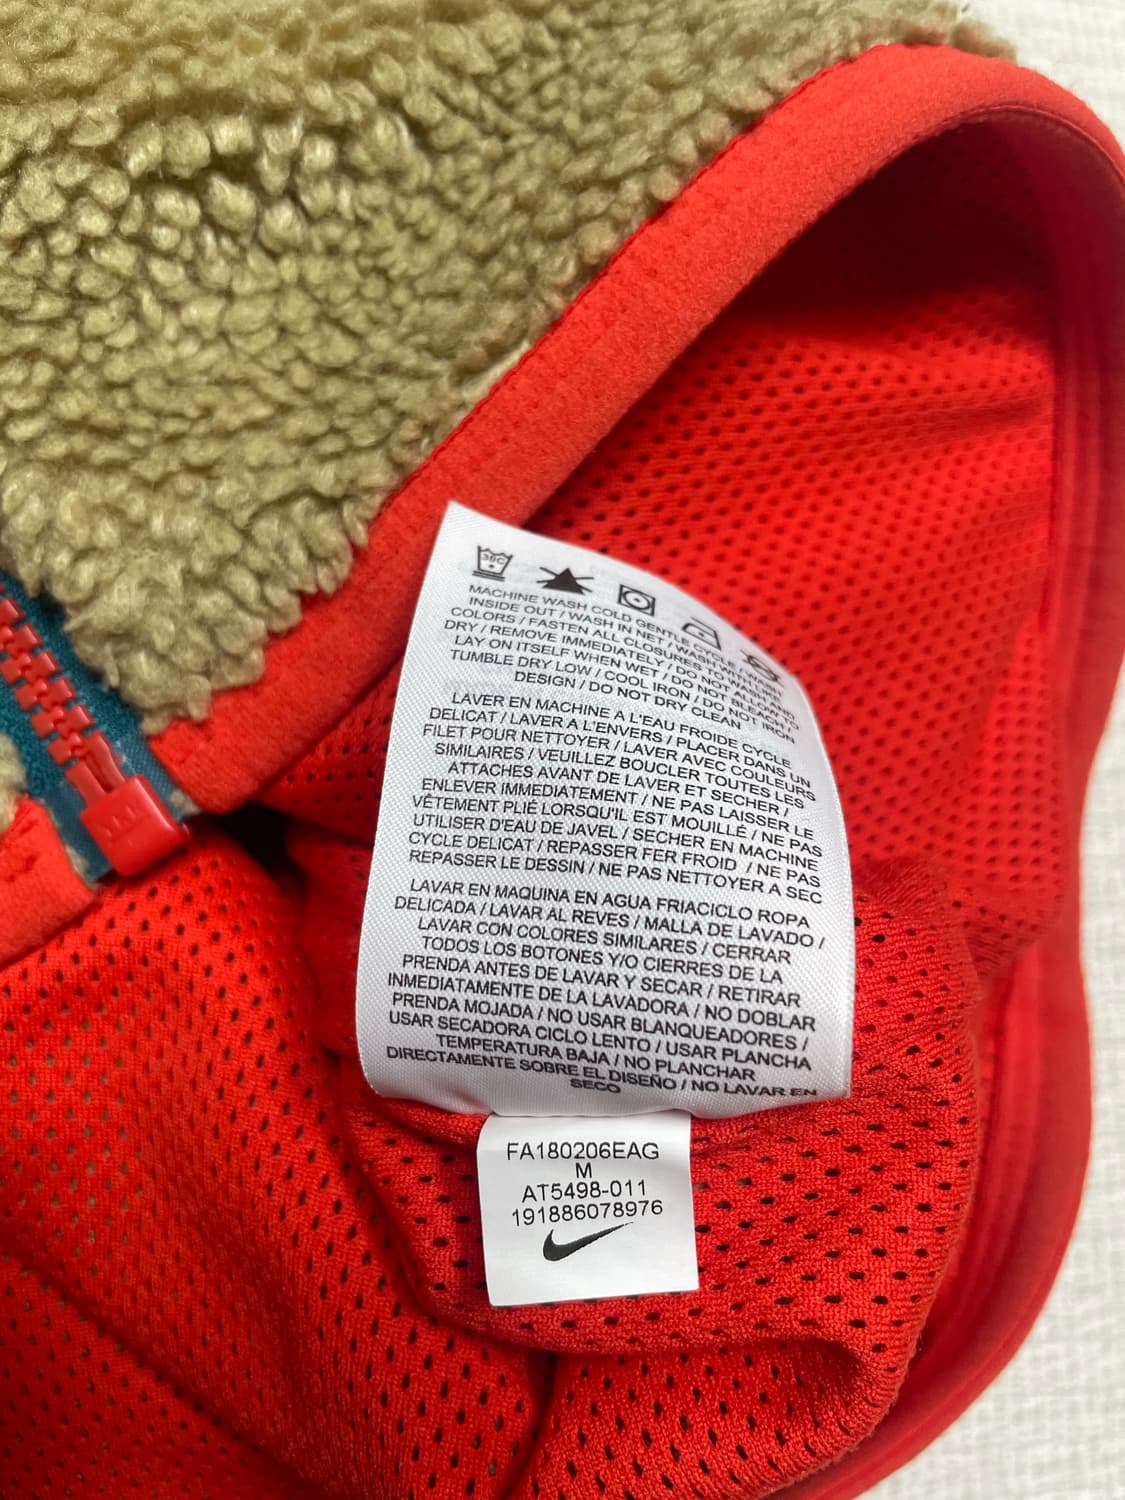 30C
MACHINE WASH COLD GENTLE CYCLE / WASH
INSIDE OUT / WASH IN NET / WASH WITH LIKE
COLORS / FASTEN ALL CLOSURES TO WASH AND
DRY / REMOVE IMMEDIATELY / DO NOT ALLOW TO
LAY ON ITSELF WHEN WET / DO NOT BLEACH /
TUMBLE DRY LOW / COOL IRON / DO NOT IRON
DESIGN / DO NOT DRY CLEAN
LAVER EN MACHINE A L'EAU FROIDE CYCLE
DELICAT / LAVER A L'ENVERS / PLACER DANS UN
FILET POUR NETTOYER / LAVER AVEC COULEURS
SIMILAIRES / VEUILLEZ BOUCLER TOUTES LES
ATTACHES AVANT DE LAVER ET SECHER /
ENLEVER IMMEDIATEMENT / NE PAS LAISSER LE
VÊTEMENT PLIÉ LORSQU'IL EST MOUILLÉ / NE PAS
UTILISER D'EAU DE JAVEL / SECHER EN MACHINE
CYCLE DELICAT / REPASSER FER FROID / NE PAS
REPASSER LE DESSIN / NE PAS NETTOYER A SEC
LAVAR EN MAQUINA EN AGUA FRIACICLO ROPA
DELICADA / LAVAR AL REVES / MALLA DE LAVADO /
LAVAR CON COLORES SIMILARES / CERRAR
TODOS LOS BOTONES Y/O CIERRES DE LA
PRENDA ANTES DE LAVAR Y SECAR / RETIRAR
INMEDIATAMENTE DE LA LAVADORA / NO DOBLAR
PRENDA MOJADA / NO USAR BLANQUEADORES /
USAR SECADORA CICLO LENTO / USAR PLANCHA
TEMPERATURA BAJA / NO PLANCHAR
DIRECTAMENTE SOBRE EL DISEÑO / NO LAVAR EN
SECO
FA180206EAG
M
AT5498-011
191886078976